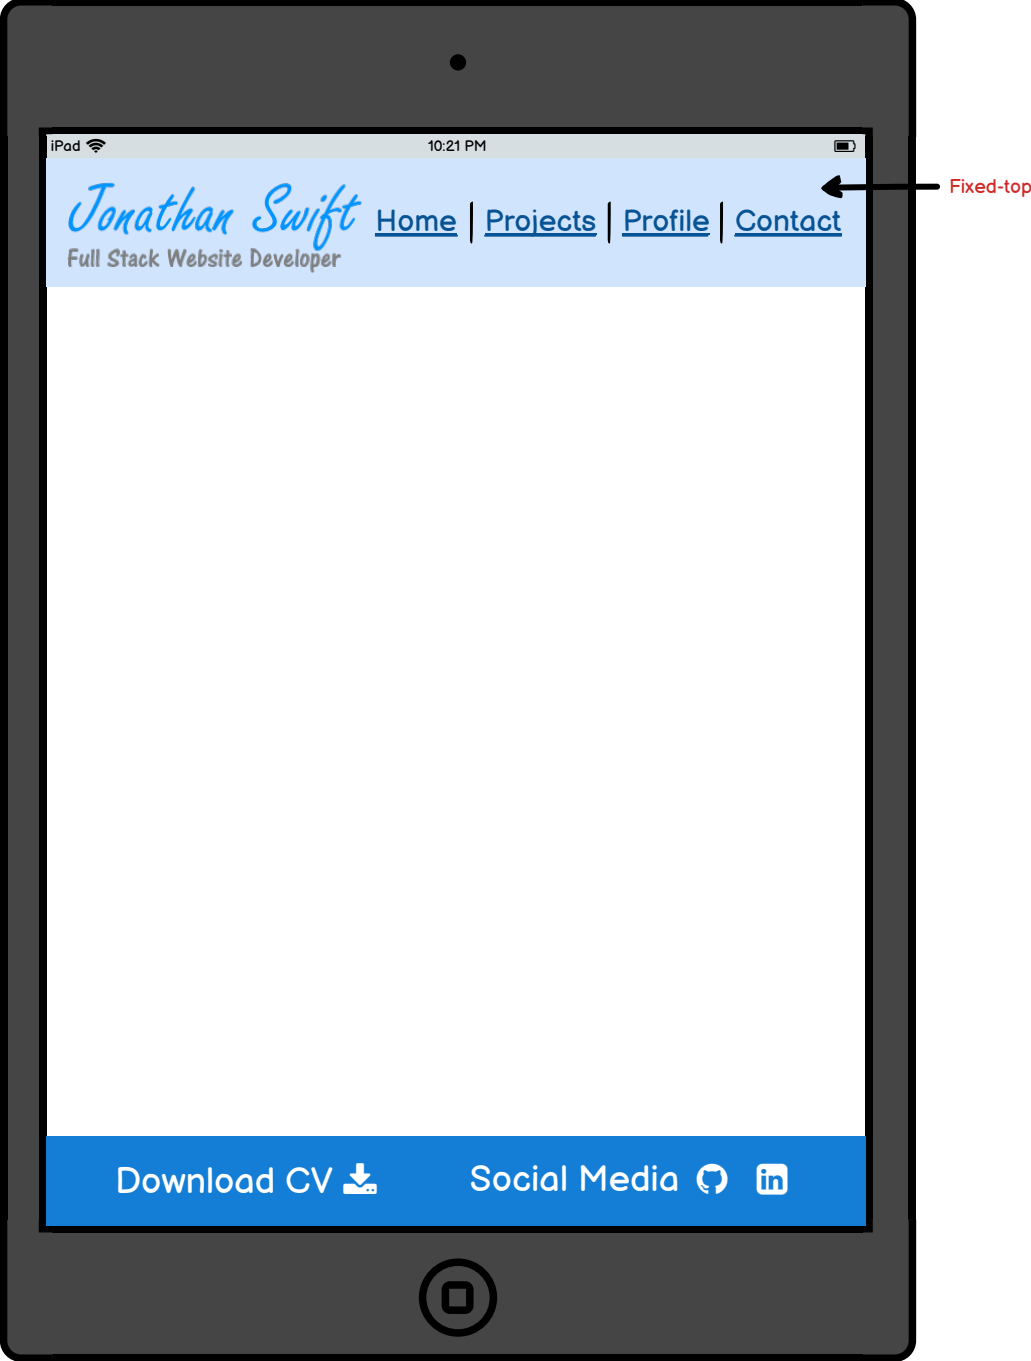 iPad 10:21 PM
Fixed-top
Jonathan Swift
Full Stack Website Developer
Home | Projects | Profile | Contact
Download CV Social Media